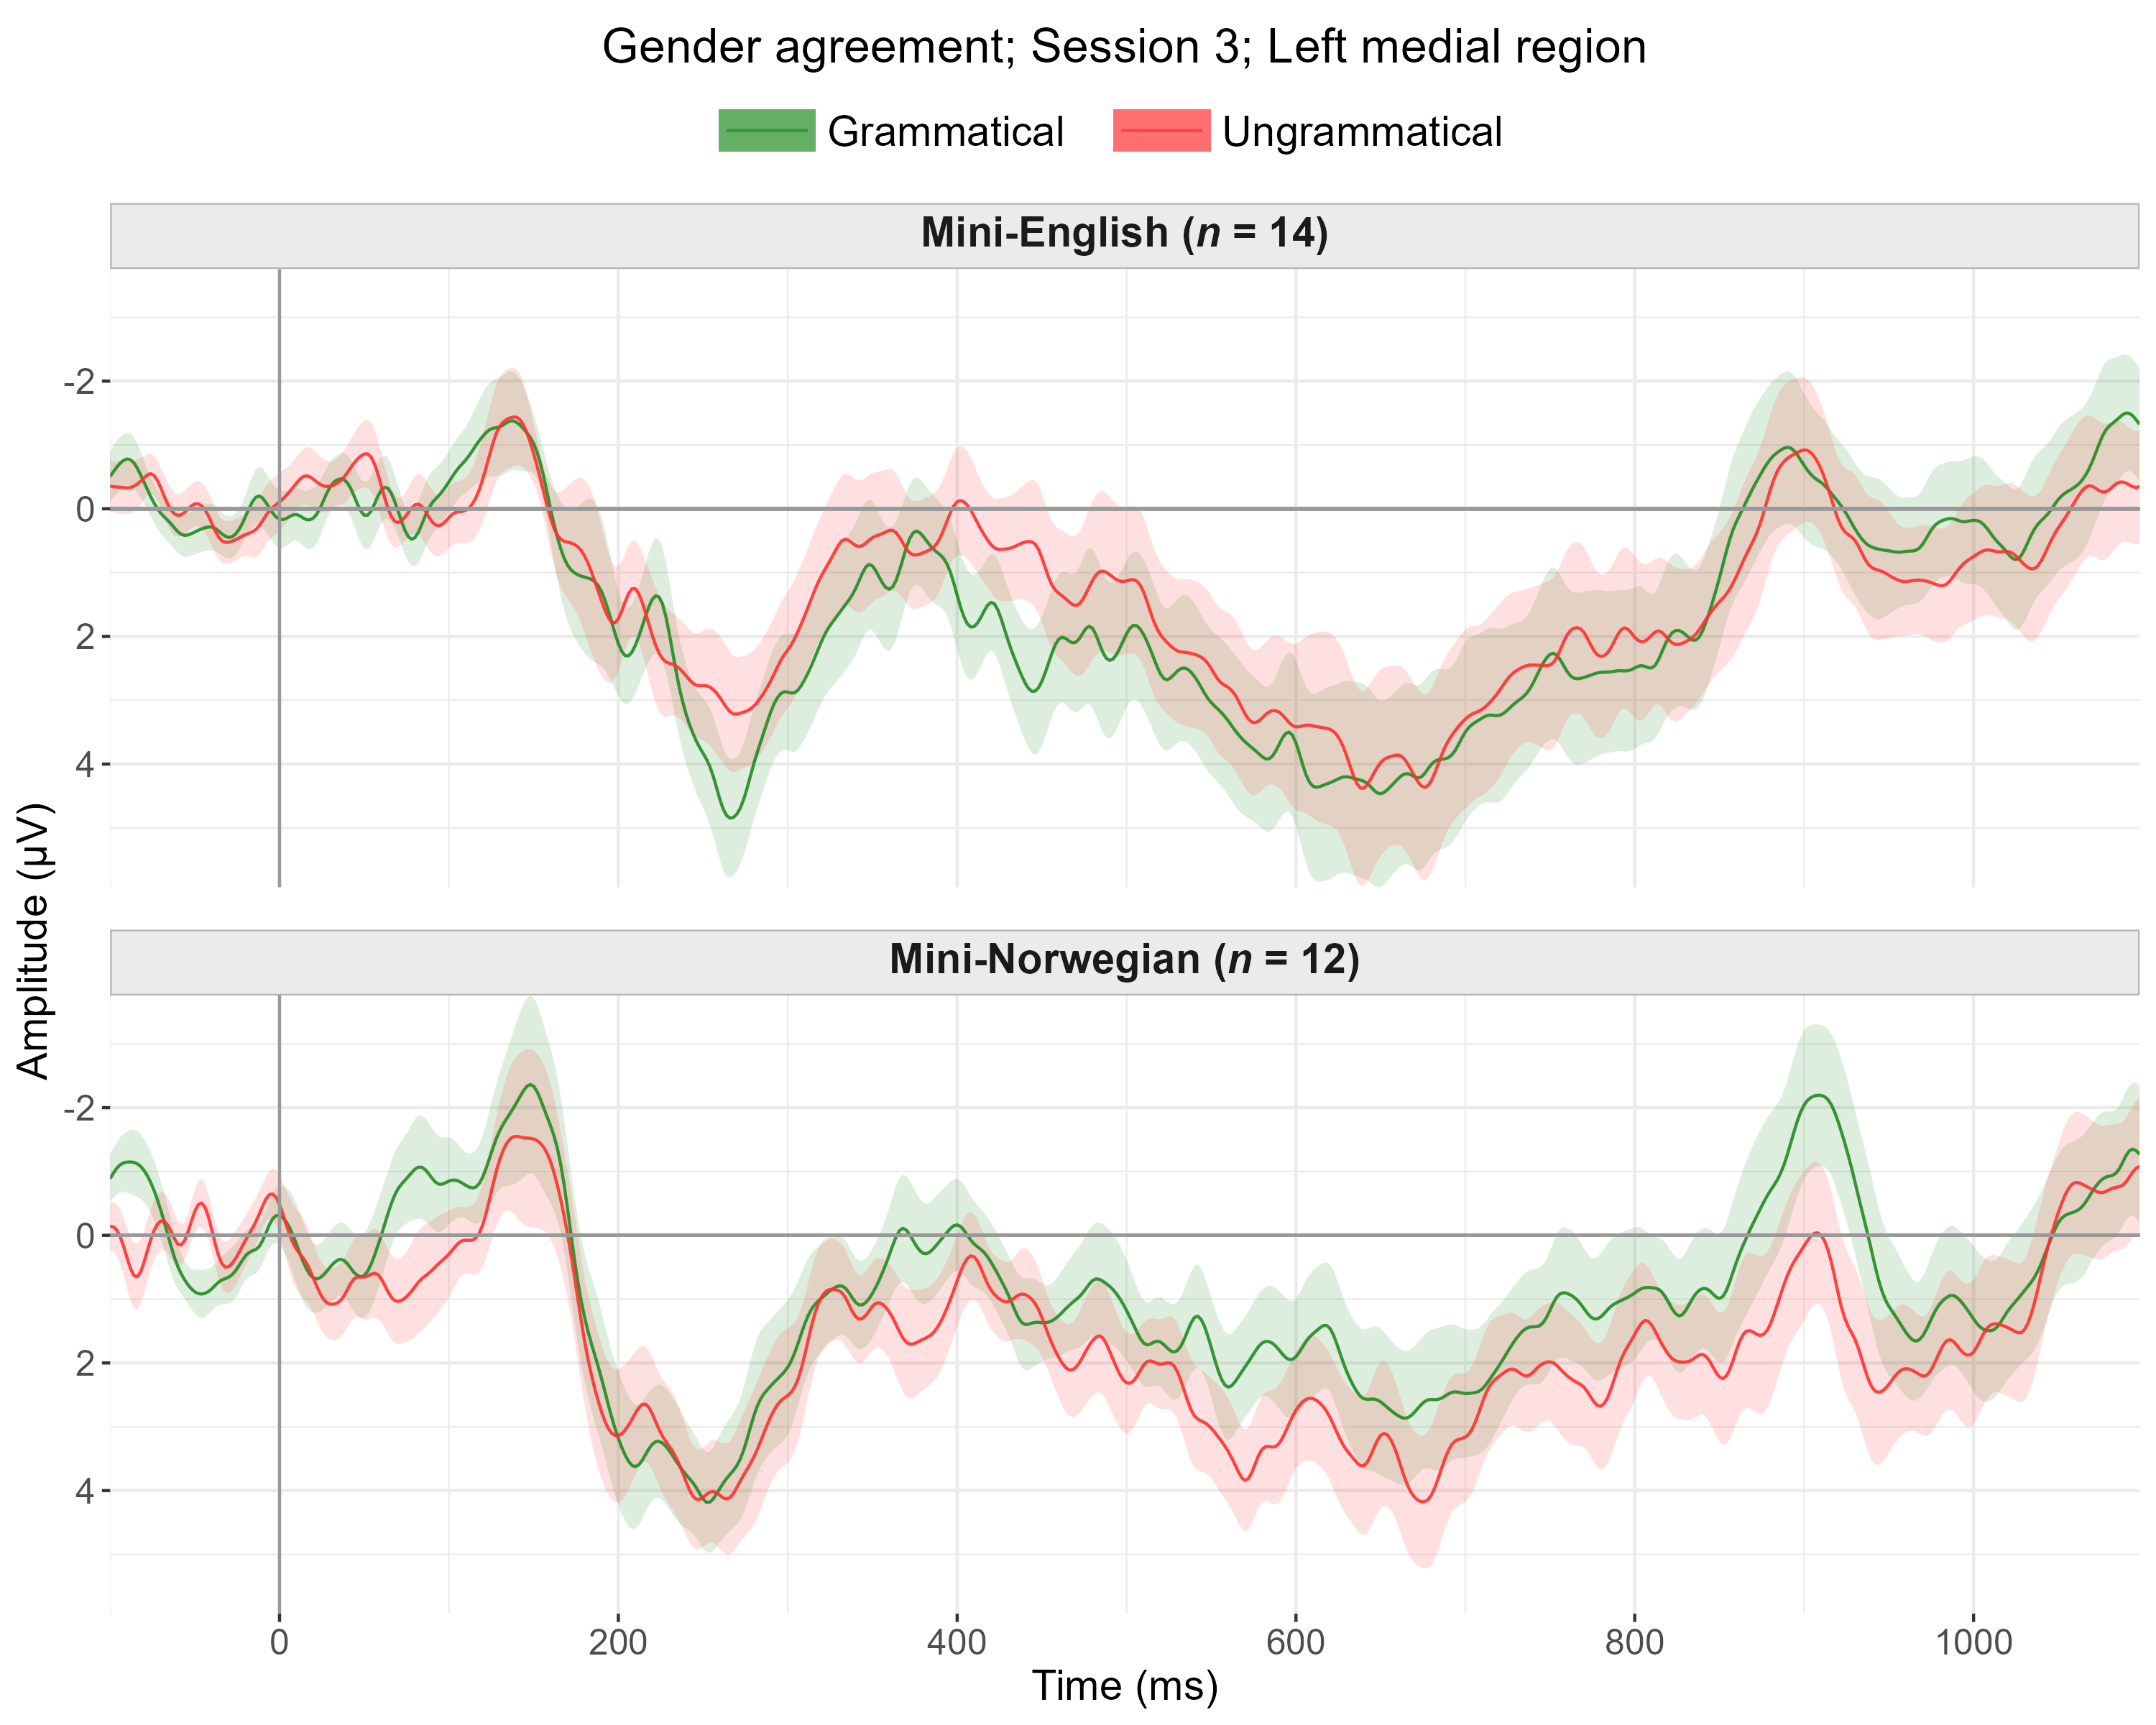 Gender agreement; Session 3; Left medial region
Grammatical Ungrammatical
Mini-English (n = 14)
-2
0
2
4
Amplitude (µV)
Mini-Norwegian (n = 12)
-2
0
2
4
0 200 400 600 800 1000
Time (ms)